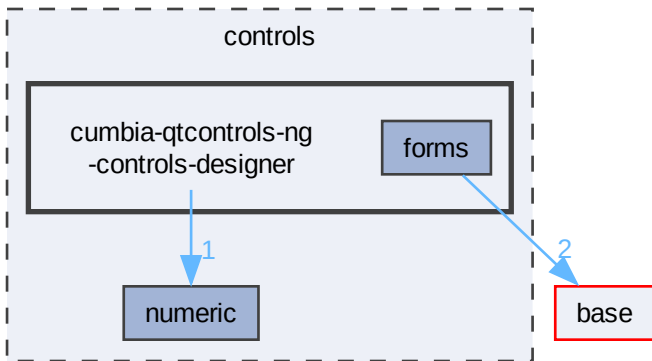 controls
cumbia-qtcontrols-ng
-controls-designer
forms
1
2
numeric
base